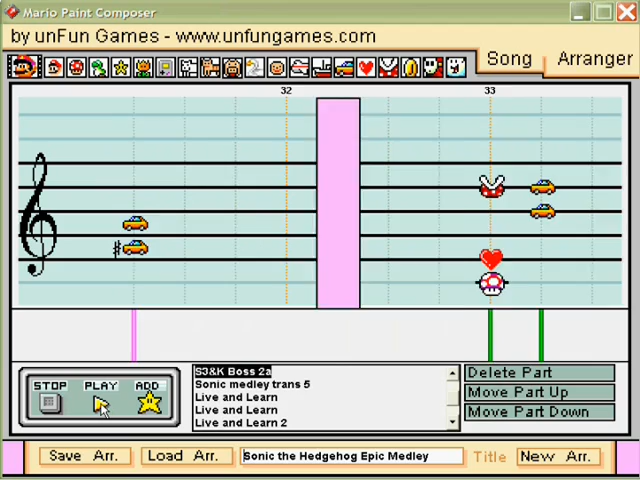 Mario Paint Composer
by unFun Games - www.unfungames.com
Song
Arranger
32
33
STOP
PLAY
ADD
S3&K Boss 2a
Sonic medley trans 5
Live and Learn
Live and Learn
Live and Learn 2
Delete Part
Move Part Up
Move Part Down
Save Arr.
Load Arr.
Sonic the Hedgehog Epic Medley
Title
New Arr.